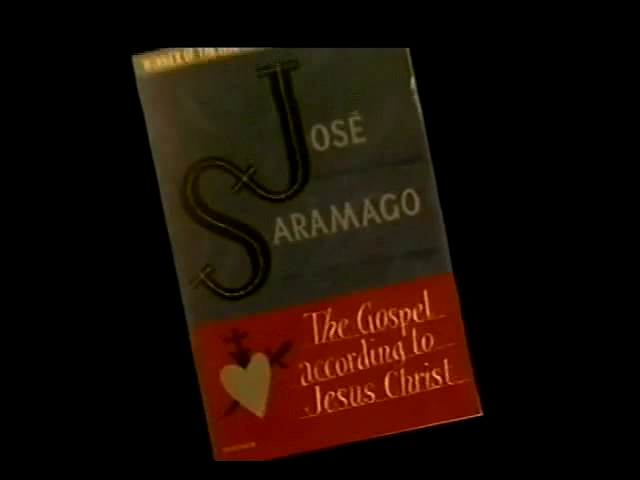 JOSÉ
SARAMAGO
The Gospel
according to
Jesus Christ